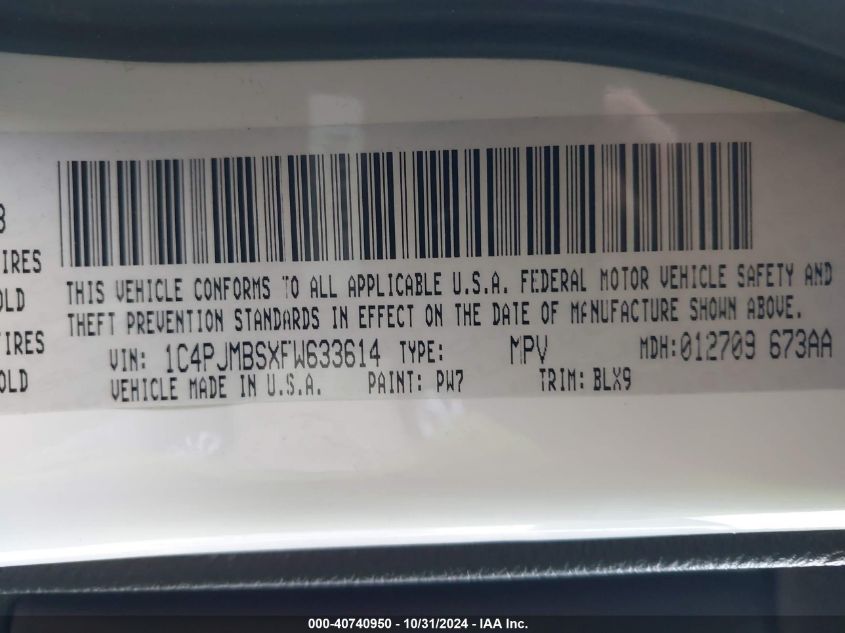 8
IRES
OLD
THIS VEHICLE CONFORMS TO ALL APPLICABLE U.S.A. FEDERAL MOTOR VEHICLE SAFETY AND
THEFT PREVENTION STANDARDS IN EFFECT ON THE DATE OF MANUFACTURE SHOWN ABOVE.
TIRES
OLD
VIN: 1C4PJMBSXFW633614 TYPE: MPV MDH:012709 673AA
VEHICLE MADE IN U.S.A. PAINT: PW7 TRIM: BLX9
000-40740950 - 10/31/2024 - IAA Inc.